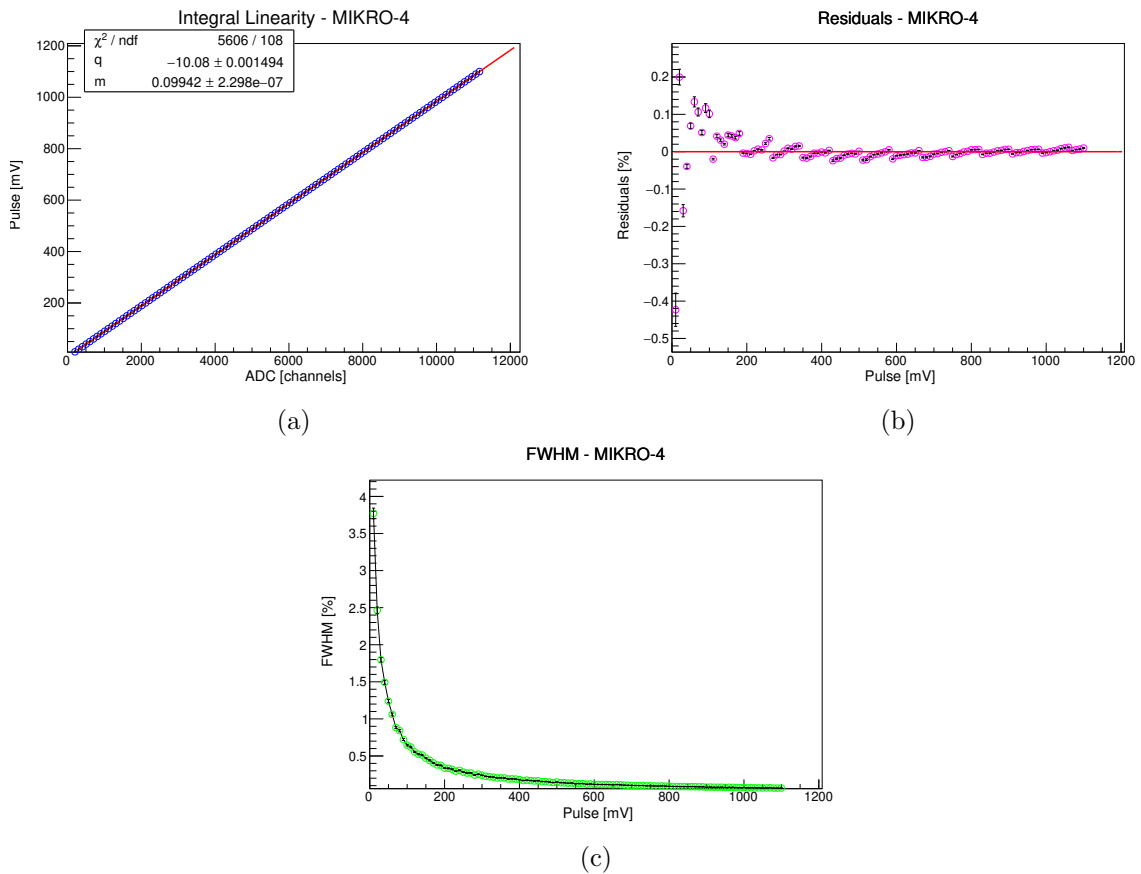 Integral Linearity - MIKRO-4
χ² / ndf 5606 / 108
q −10.08 ± 0.001494
m 0.09942 ± 2.298e−07
1200
1000
800
600
400
200
Pulse [mV]
0 2000 4000 6000 8000 10000 12000
ADC [channels]
(a)
Residuals - MIKRO-4
0.2
0.1
0
−0.1
−0.2
−0.3
−0.4
−0.5
Residuals [%]
0 200 400 600 800 1000 1200
Pulse [mV]
(b)
FWHM - MIKRO-4
4
3.5
3
2.5
2
1.5
1
0.5
FWHM [%]
0 200 400 600 800 1000 1200
Pulse [mV]
(c)